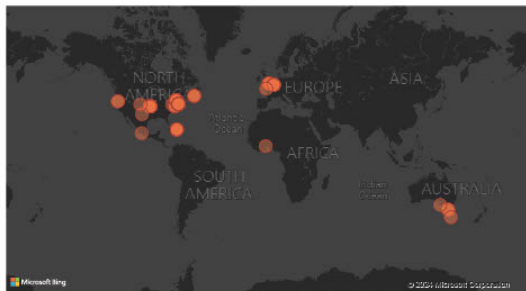 NORTH
AMERICA
EUROPE
ASIA
Atlantic
Ocean
AFRICA
SOUTH
AMERICA
Indian
Ocean
AUSTRALIA
Microsoft Bing
© 2024 Microsoft Corporation